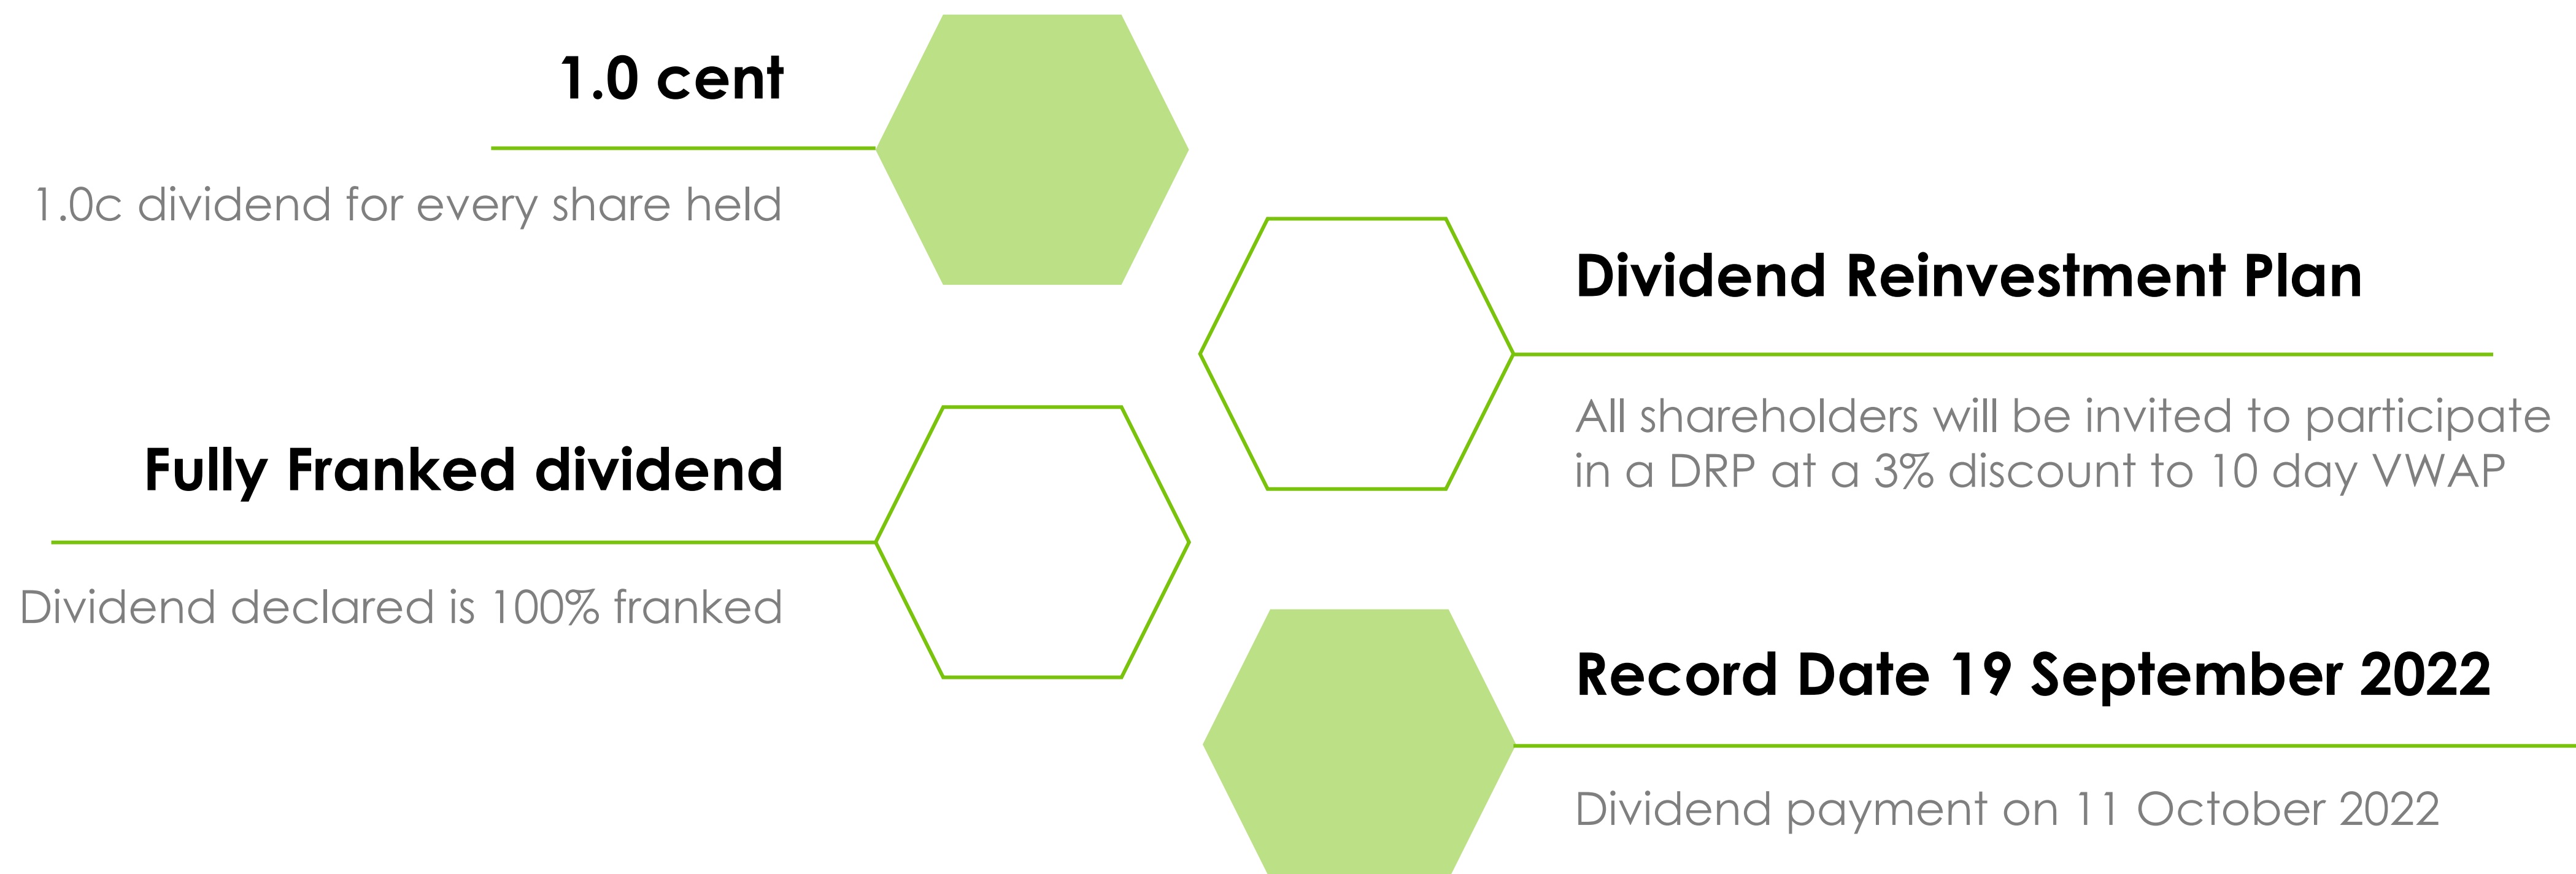 1.0 cent
1.0c dividend for every share held
Dividend Reinvestment Plan
All shareholders will be invited to participate
in a DRP at a 3% discount to 10 day VWAP
Fully Franked dividend
Dividend declared is 100% franked
Record Date 19 September 2022
Dividend payment on 11 October 2022